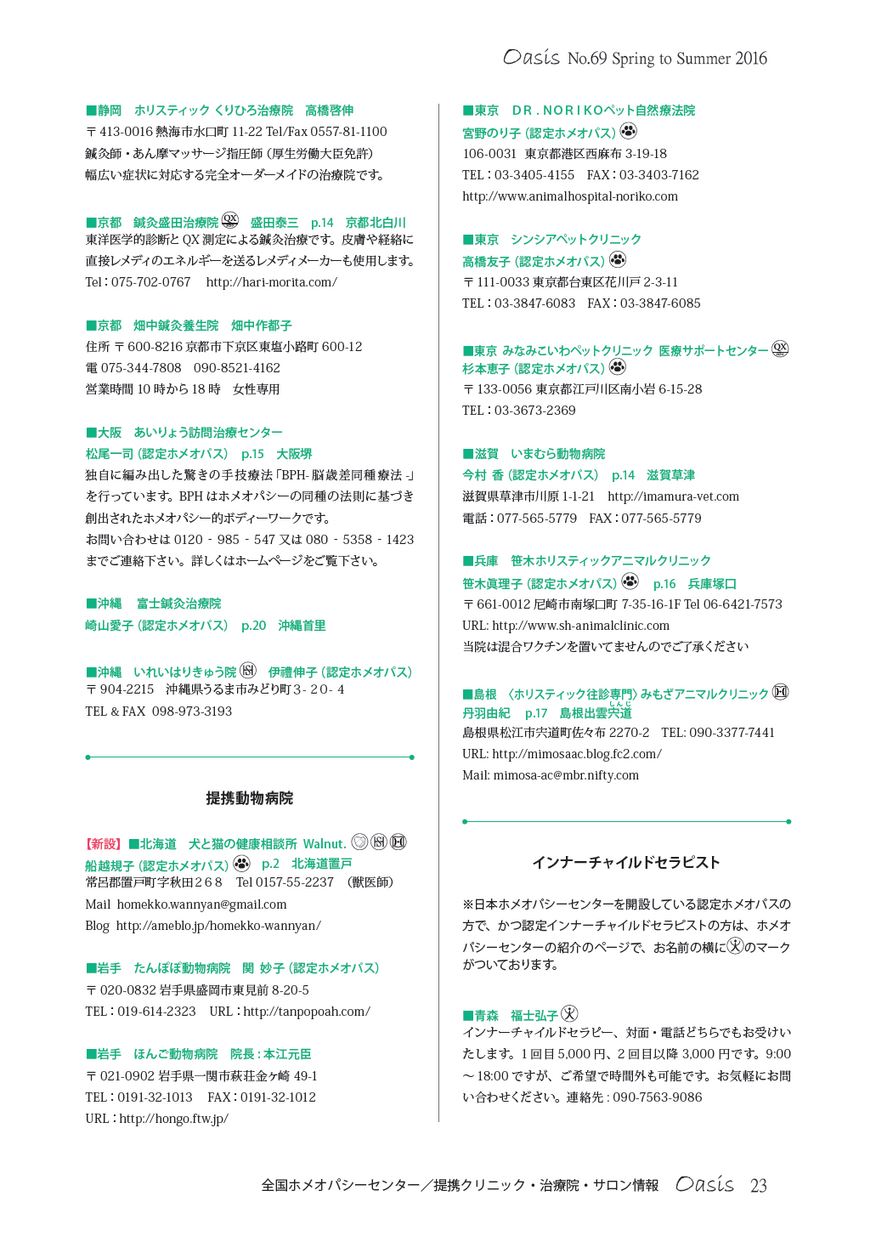 Oasis No.69 Spring to Summer 2016
■静岡 ホリスティック くりひろ治療院 高橋啓伸
〒413-0016 熱海市水口町 11-22 Tel/Fax 0557-81-1100
鍼灸師・あん摩マッサージ指圧師（厚生労働大臣免許）
幅広い症状に対応する完全オーダーメイドの治療院です。
■京都 鍼灸盛田治療院 QX 盛田泰三 p.14 京都北白川
東洋医学的診断と QX 測定による鍼灸治療です。皮膚や経絡に
直接レメディのエネルギーを送るレメディメーカーも使用します。
Tel：075-702-0767 http://hari-morita.com/
■京都 畑中鍼灸養生院 畑中作都子
住所 〒600-8216 京都市下京区東塩小路町 600-12
電 075-344-7808 090-8521-4162
営業時間 10 時から 18 時 女性専用
■大阪 あいりょう訪問治療センター
松尾一司（認定ホメオパス） p.15 大阪堺
独自に編み出した驚きの手技療法「BPH- 脳歳差同種療法 -」
を行っています。BPH はホメオパシーの同種の法則に基づき
創出されたホメオパシー的ボディーワークです。
お問い合わせは 0120 - 985 - 547 又は 080 - 5358 - 1423
までご連絡下さい。詳しくはホームページをご覧下さい。
■沖縄 富士鍼灸治療院
崎山愛子（認定ホメオパス） p.20 沖縄首里
■沖縄 いれいはりきゅう院 伊禮伸子（認定ホメオパス）
〒904-2215 沖縄県うるま市みどり町３- ２０- ４
TEL & FAX 098-973-3193
提携動物病院
【新設】■北海道 犬と猫の健康相談所 Walnut.
船越規子（認定ホメオパス） p.2 北海道置戸
常呂郡置戸町字秋田２６８ Tel 0157-55-2237 （獣医師）
Mail homekko.wannyan@gmail.com
Blog http://ameblo.jp/homekko-wannyan/
■岩手 たんぽぽ動物病院 関 妙子（認定ホメオパス）
〒020-0832 岩手県盛岡市東見前 8-20-5
TEL：019-614-2323 URL：http://tanpopoah.com/
■岩手 ほんご動物病院 院長 : 本江元臣
〒021-0902 岩手県一関市萩荘金ヶ崎 49-1
TEL：0191-32-1013 FAX：0191-32-1012
URL：http://hongo.ftw.jp/
■東京 ＤＲ．ＮＯＲＩＫＯペット自然療法院
宮野のり子（認定ホメオパス）
106-0031 東京都港区西麻布 3-19-18
TEL：03-3405-4155 FAX：03-3403-7162
http://www.animalhospital-noriko.com
■東京 シンシアペットクリニック
高橋友子（認定ホメオパス）
〒111-0033 東京都台東区花川戸 2-3-11
TEL：03-3847-6083 FAX：03-3847-6085
■東京 みなみこいわペットクリニック 医療サポートセンター QX
杉本恵子（認定ホメオパス）
〒133-0056 東京都江戸川区南小岩 6-15-28
TEL：03-3673-2369
■滋賀 いまむら動物病院
今村 香（認定ホメオパス） p.14 滋賀草津
滋賀県草津市川原 1-1-21 http://imamura-vet.com
電話：077-565-5779 FAX：077-565-5779
■兵庫 笹木ホリスティックアニマルクリニック
笹木眞理子（認定ホメオパス） p.16 兵庫塚口
〒661-0012 尼崎市南塚口町 7-35-16-1F Tel 06-6421-7573
URL: http://www.sh-animalclinic.com
当院は混合ワクチンを置いてませんのでご了承ください
■島根 〈ホリスティック往診専門〉みもざアニマルクリニック
しんじ
丹羽由紀 p.17 島根出雲宍道
島根県松江市宍道町佐々布 2270-2 TEL: 090-3377-7441
URL: http://mimosaac.blog.fc2.com/
Mail: mimosa-ac@mbr.nifty.com
インナーチャイルドセラピスト
※日本ホメオパシーセンターを開設している認定ホメオパスの
方で、かつ認定インナーチャイルドセラピストの方は、ホメオ
パシーセンターの紹介のページで、お名前の横にのマーク
がついております。
■青森 福士弘子
インナーチャイルドセラピー、対面・電話どちらでもお受けい
たします。1 回目 5,000 円、2 回目以降 3,000 円です。9:00
～ 18:00 ですが、ご希望で時間外も可能です。お気軽にお問
い合わせください。連絡先 : 090-7563-9086
全国ホメオパシーセンター／提携クリニック・治療院・サロン情報 Oasis 23